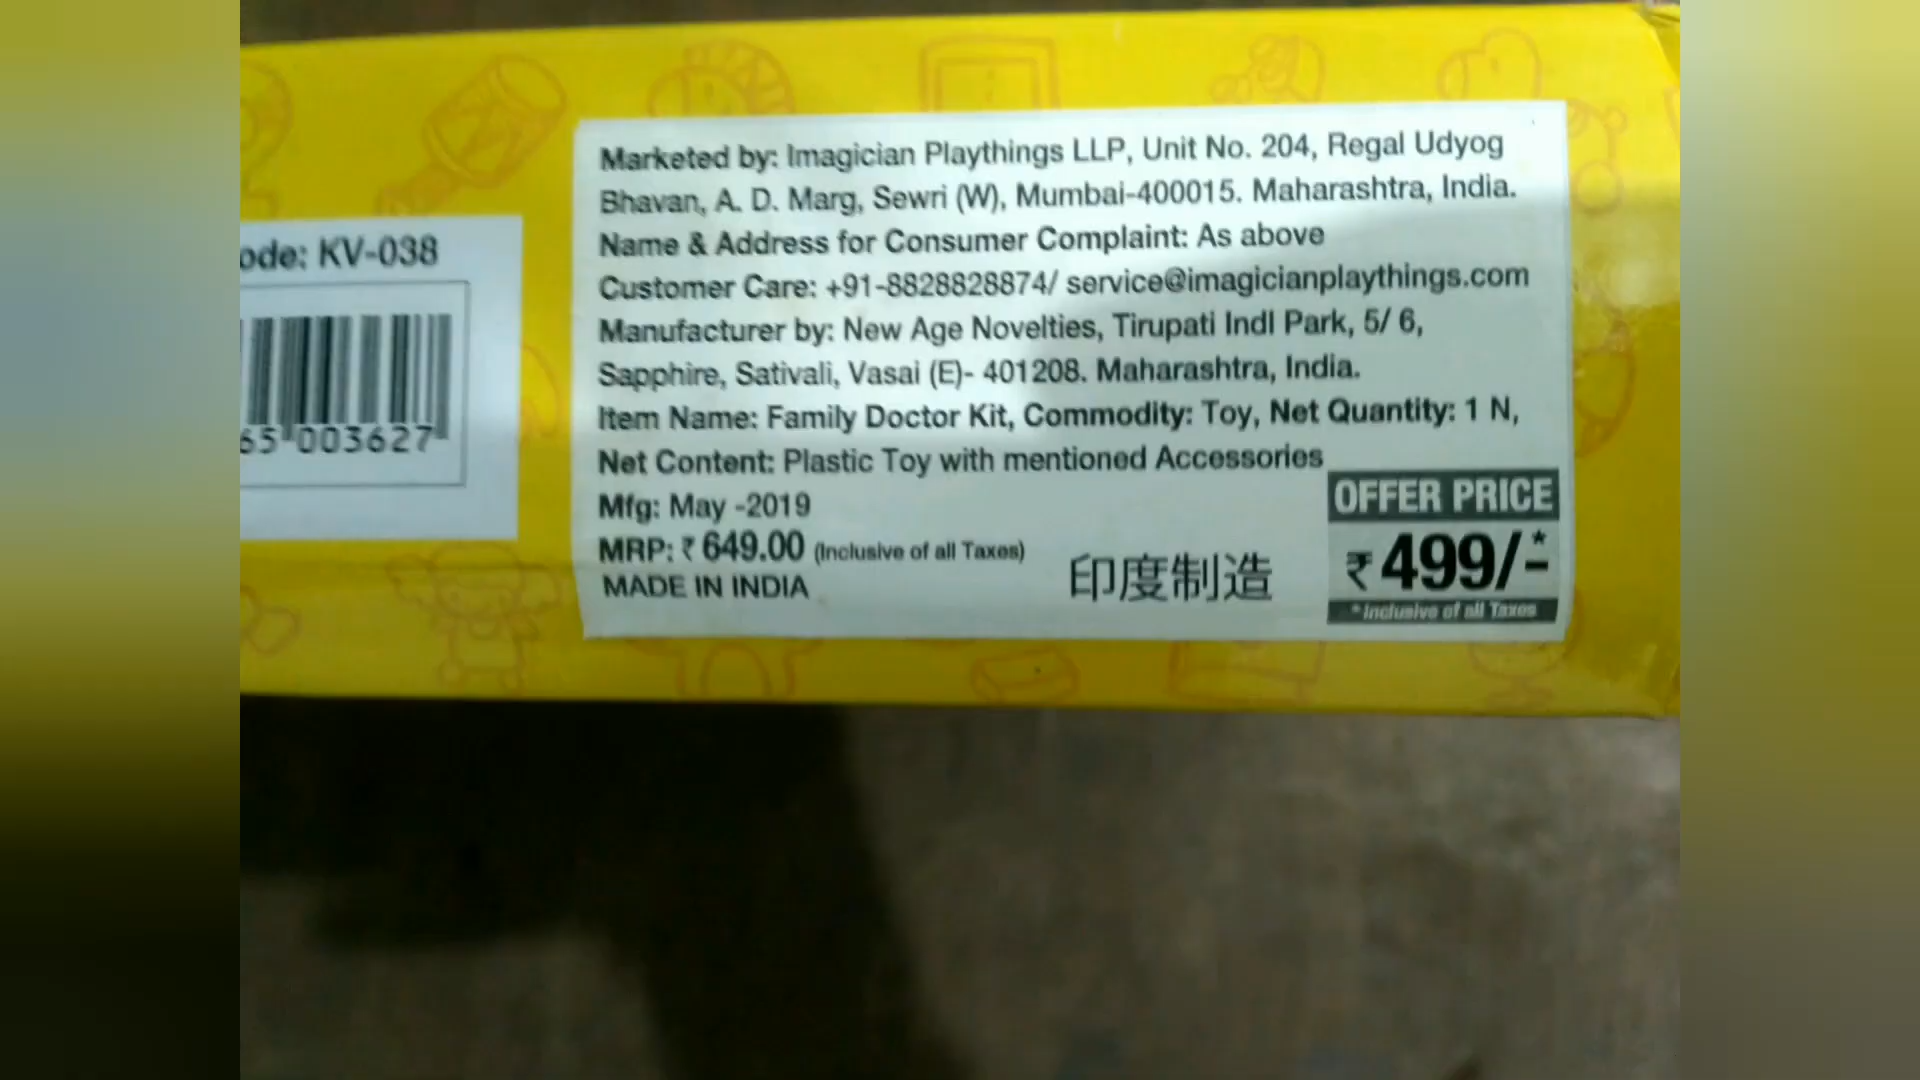 ode: KV-038
65 003627
Marketed by: Imagician Playthings LLP, Unit No. 204, Regal Udyog
Bhavan, A. D. Marg, Sewri (W), Mumbai-400015. Maharashtra, India.
Name & Address for Consumer Complaint: As above
Customer Care: +91-8828828874/ service@imagicianplaythings.com
Manufacturer by: New Age Novelties, Tirupati Indl Park, 5/ 6,
Sapphire, Sativali, Vasai (E)- 401208. Maharashtra, India.
Item Name: Family Doctor Kit, Commodity: Toy, Net Quantity: 1 N,
Net Content: Plastic Toy with mentioned Accessories
Mfg: May -2019
MRP: ₹ 649.00 (Inclusive of all Taxes)
MADE IN INDIA
印度制造
OFFER PRICE
₹ 499/-*
* Inclusive of all Taxes